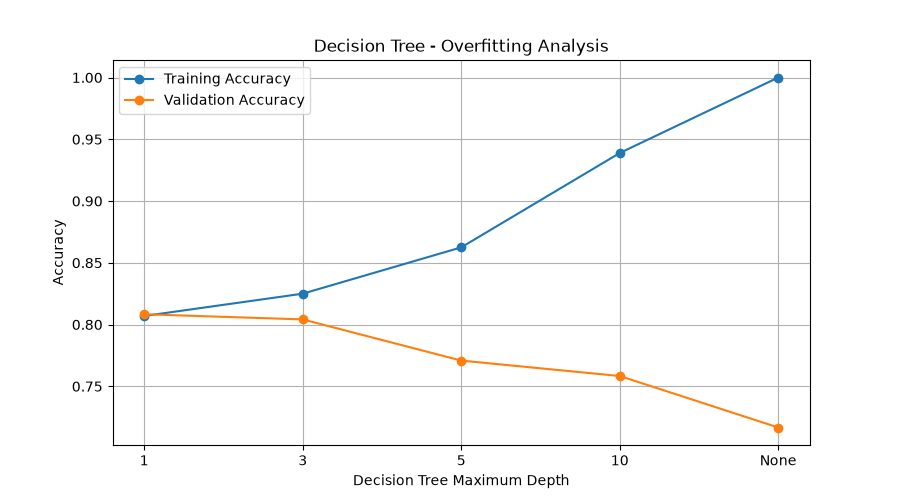 Decision Tree - Overfitting Analysis
Training Accuracy
Validation Accuracy
1.00
0.95
0.90
0.85
0.80
0.75
Accuracy
1 3 5 10 None
Decision Tree Maximum Depth